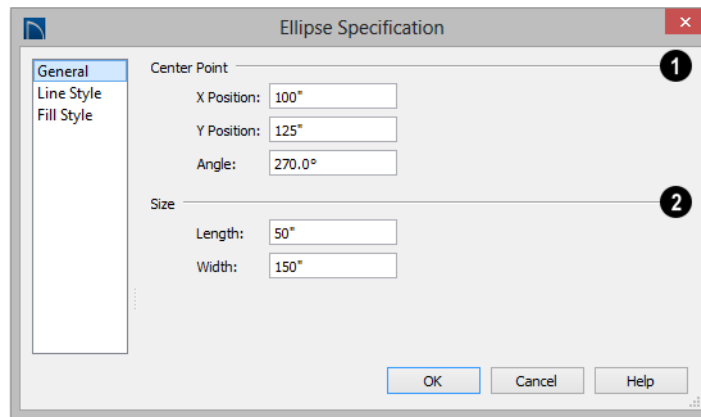 Ellipse Specification
General
Line Style
Fill Style
Center Point
1
X Position: 100"
Y Position: 125"
Angle: 270.0°
Size
2
Length: 50"
Width: 150"
OK
Cancel
Help